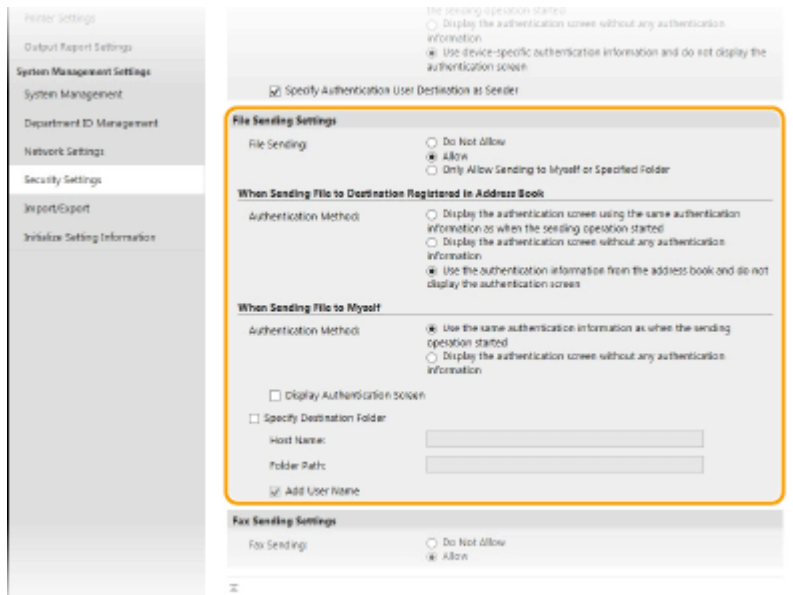 Printer Settings
Output Report Settings
System Management Settings
System Management
Department ID Management
Network Settings
Security Settings
Import/Export
Initialize Setting Information
the sending operation started
Display the authentication screen without any authentication
information
Use device-specific authentication information and do not display the
authentication screen
Specify Authentication User Destination as Sender
File Sending Settings
File Sending:
Do Not Allow
Allow
Only Allow Sending to Myself or Specified Folder
When Sending File to Destination Registered in Address Book
Authentication Method:
Display the authentication screen using the same authentication
information as when the sending operation started
Display the authentication screen without any authentication
information
Use the authentication information from the address book and do not
display the authentication screen
When Sending File to Myself
Authentication Method:
Use the same authentication information as when the sending
operation started
Display the authentication screen without any authentication
information
Display Authentication Screen
Specify Destination Folder
Host Name:
Folder Path:
Add User Name
Fax Sending Settings
Fax Sending:
Do Not Allow
Allow